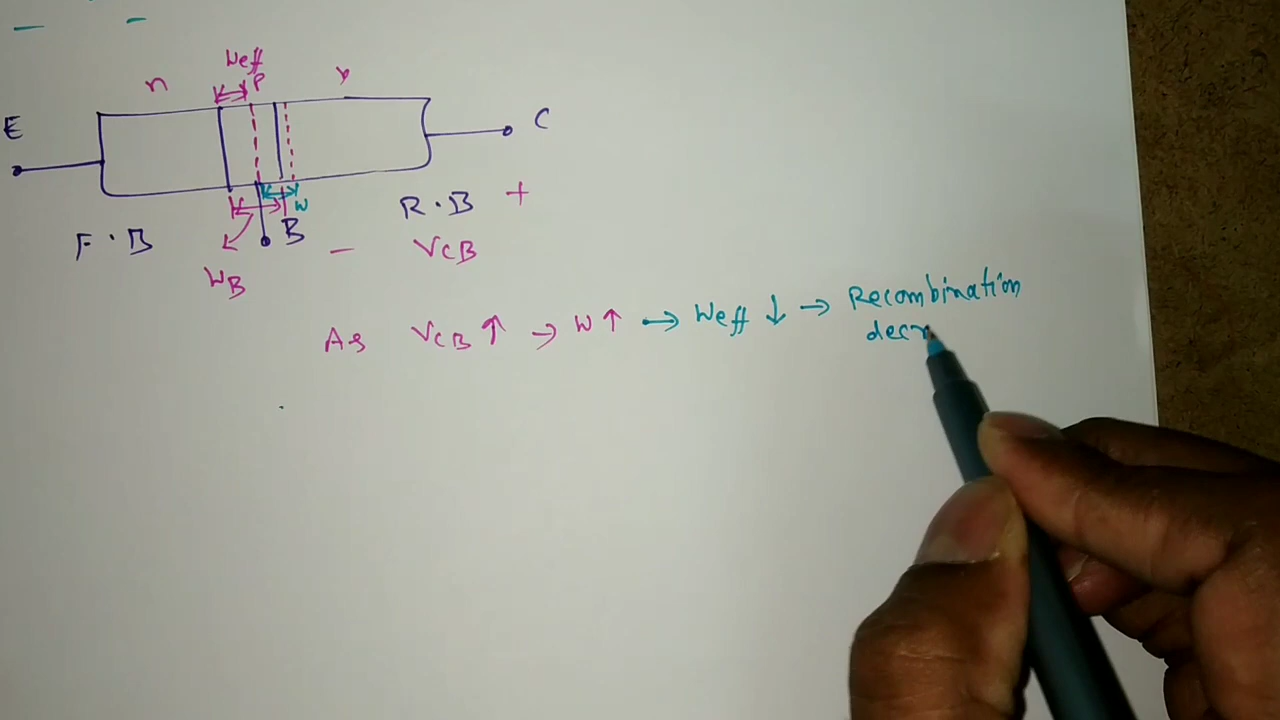 Weff
n P
E C
W
B R.B +
F.B - VCB
WB
As VCB ↑ → W ↑ → Weff ↓ → Recombination
decr